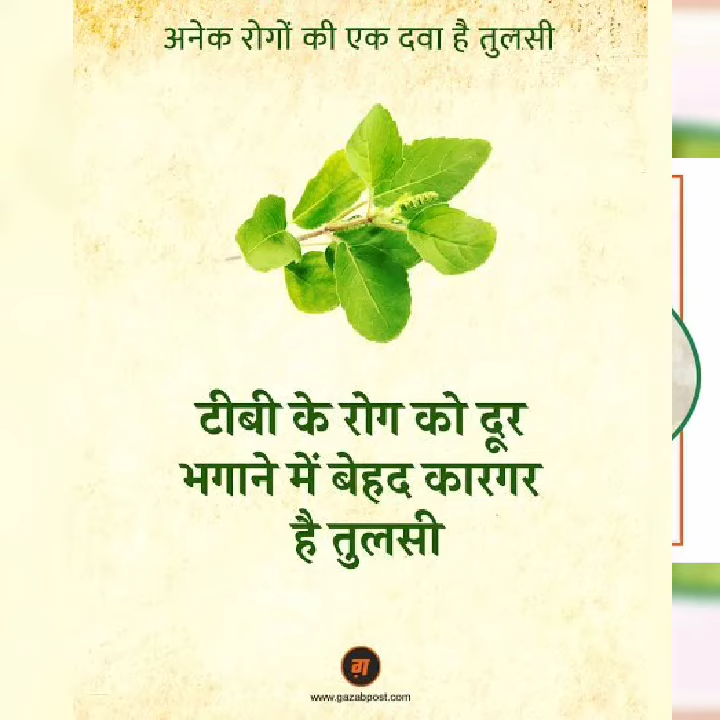 अनेक रोगों की एक दवा है तुलसी
टीबी के रोग को दूर
भगाने में बेहद कारगर
है तुलसी
ग़
www.gazabpost.com